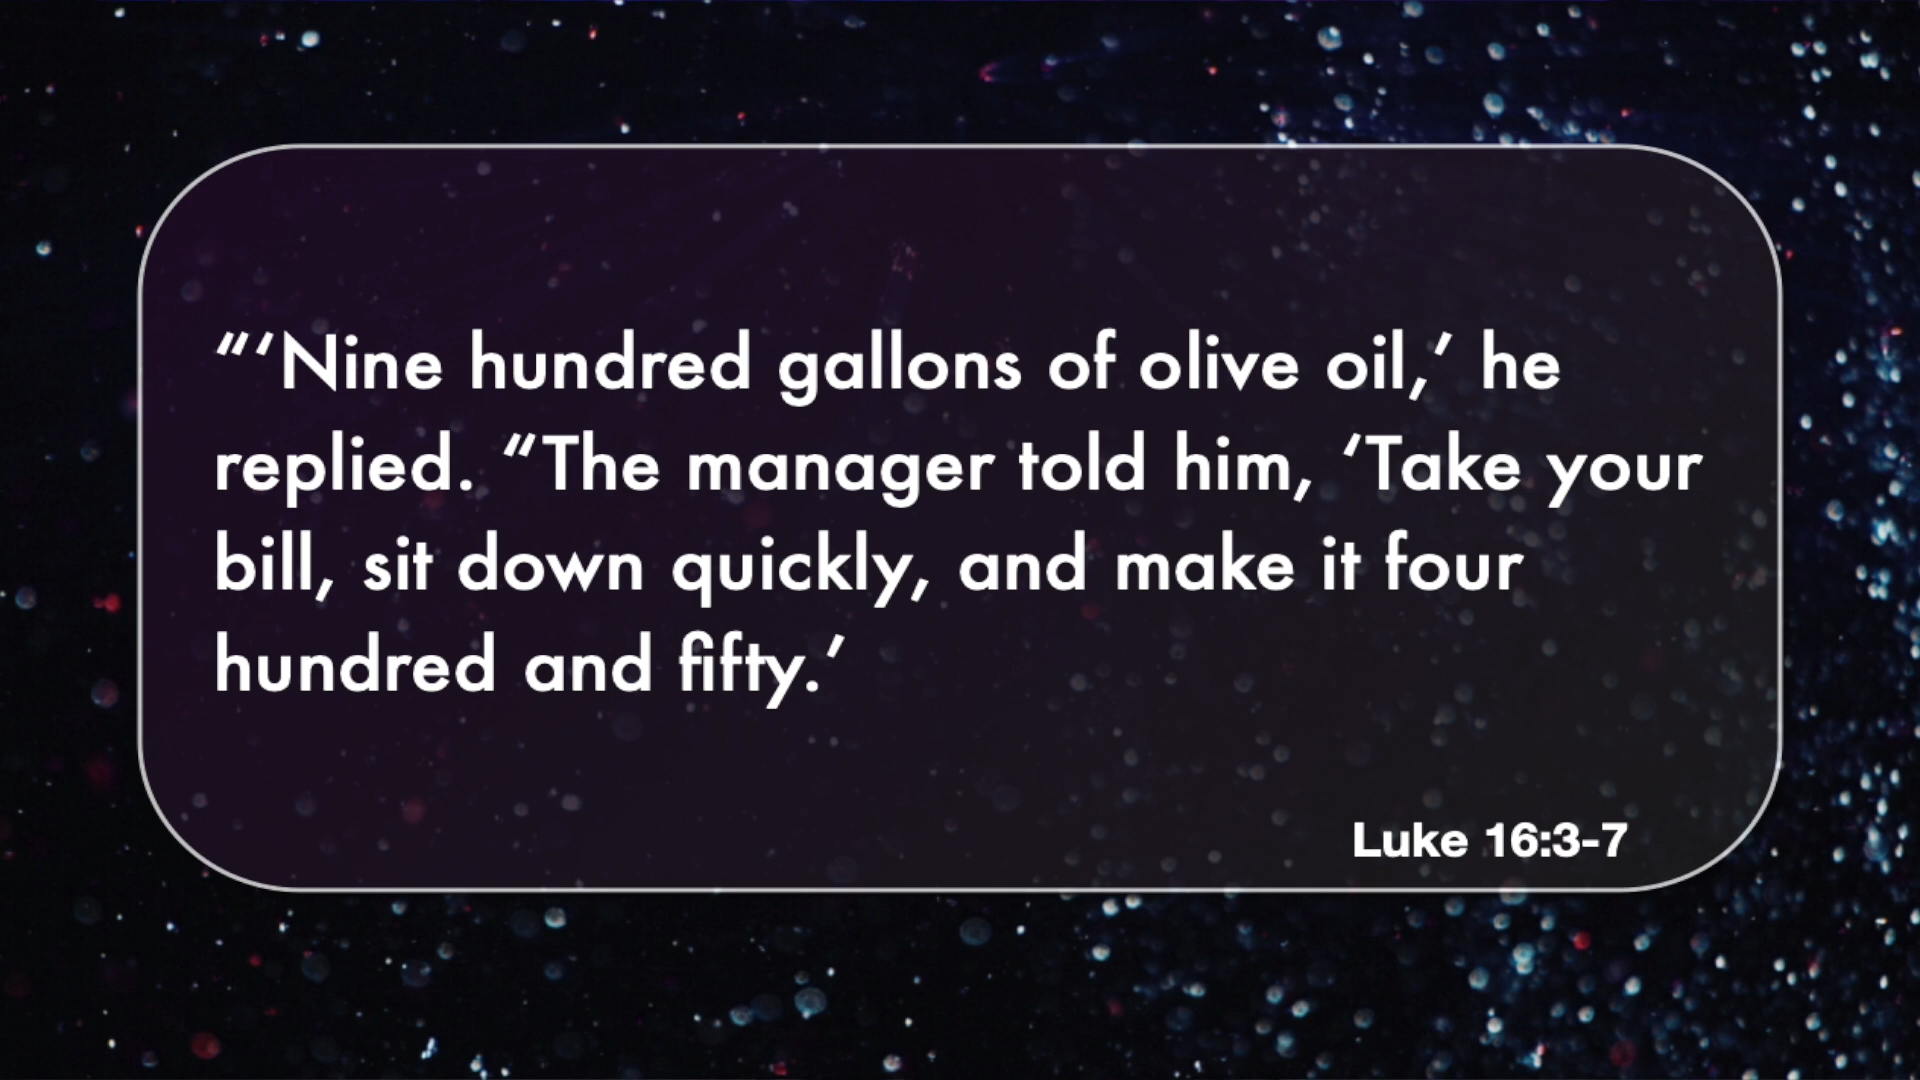 “‘Nine hundred gallons of olive oil,’ he
replied. “The manager told him, ‘Take your
bill, sit down quickly, and make it four
hundred and fifty.’
Luke 16:3-7